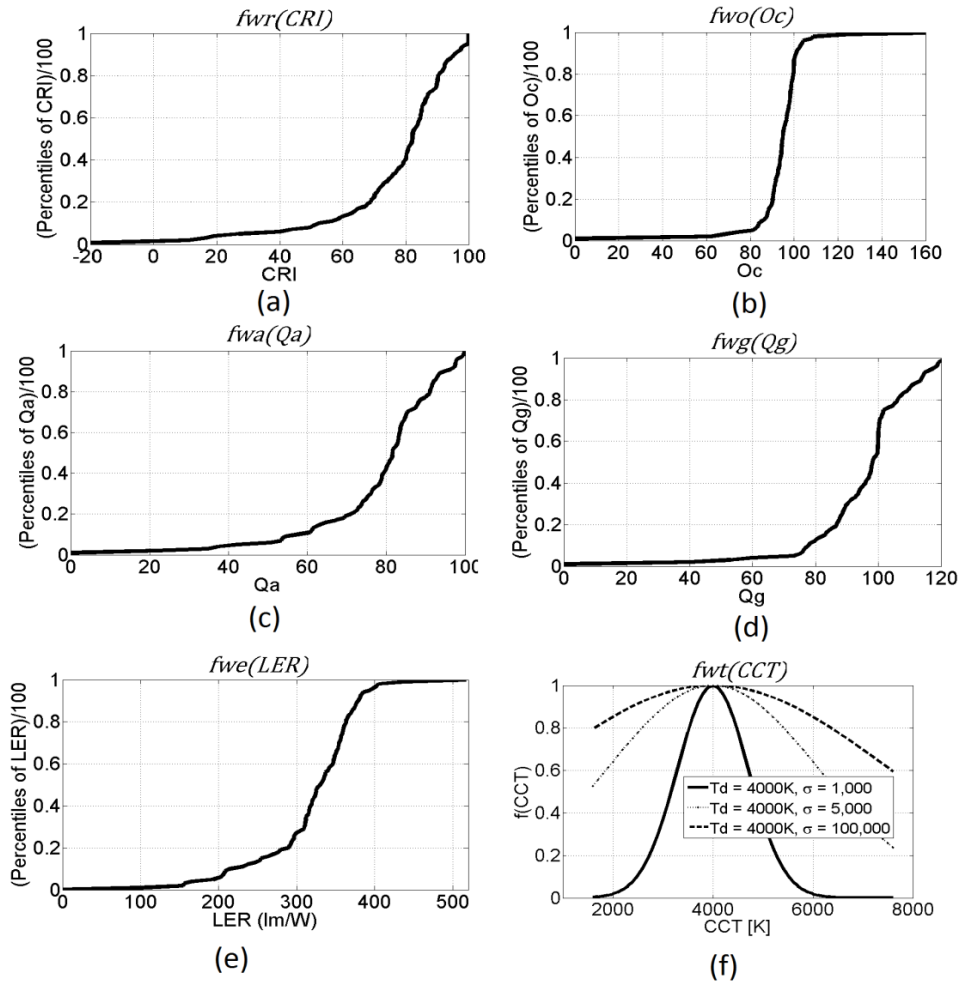 fwr(CRI)
(Percentiles of CRI)/100
1
0.8
0.6
0.4
0.2
0
-20 0 20 40 60 80 100
CRI
(a)
fwo(Oc)
(Percentiles of Oc)/100
1
0.8
0.6
0.4
0.2
0
0 20 40 60 80 100 120 140 160
Oc
(b)
fwa(Qa)
(Percentiles of Qa)/100
1
0.8
0.6
0.4
0.2
0
0 20 40 60 80 100
Qa
(c)
fwg(Qg)
(Percentiles of Qg)/100
1
0.8
0.6
0.4
0.2
0
0 20 40 60 80 100 120
Qg
(d)
fwe(LER)
(Percentiles of LER)/100
1
0.8
0.6
0.4
0.2
0
0 100 200 300 400 500
LER (lm/W)
(e)
fwt(CCT)
f(CCT)
1
0.8
0.6
0.4
0.2
0
Td = 4000K, σ = 1,000
Td = 4000K, σ = 5,000
Td = 4000K, σ = 100,000
2000 4000 6000 8000
CCT [K]
(f)